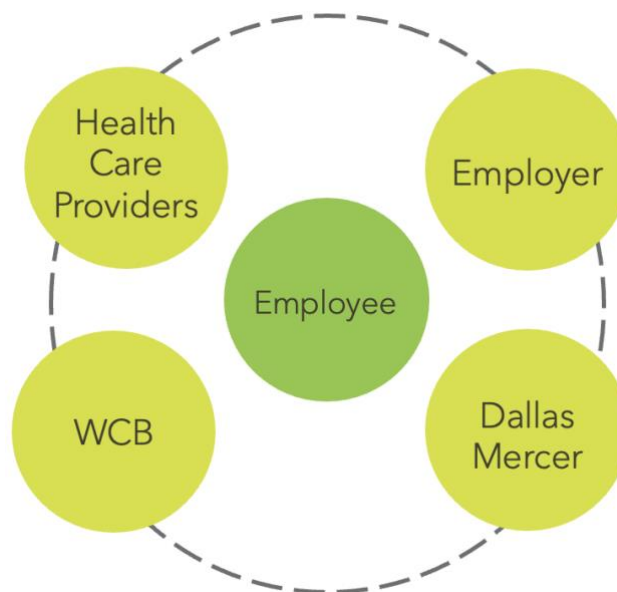 Health
Care
Providers
Employer
Employee
WCB
Dallas
Mercer